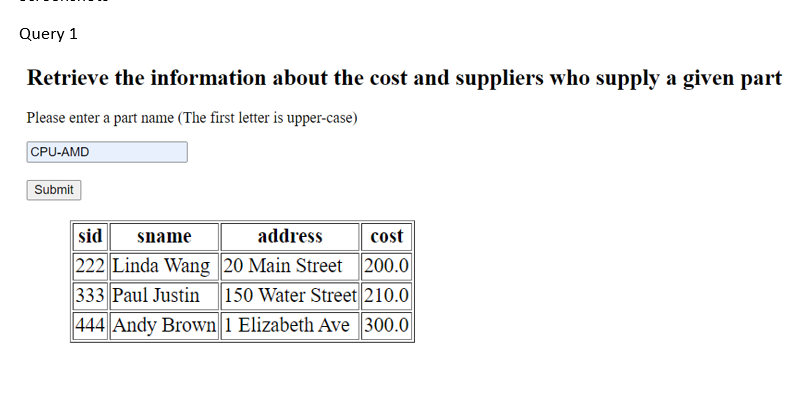 Query 1
Retrieve the information about the cost and suppliers who supply a given part
Please enter a part name (The first letter is upper-case)
CPU-AMD
Submit
sid sname address cost
222 Linda Wang 20 Main Street 200.0
333 Paul Justin 150 Water Street 210.0
444 Andy Brown 1 Elizabeth Ave 300.0